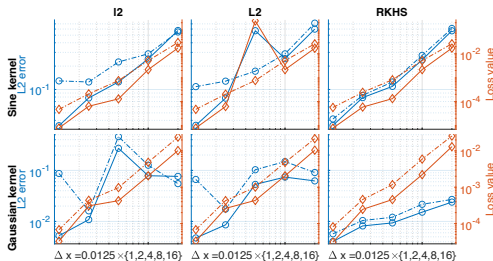 l2 L2 RKHS
Sine kernel
L2 error
10^-1
10^-2
10^-4
Loss value
Gaussian kernel
L2 error
10^-1
10^-2
10^-2
10^-3
10^-4
Loss value
Δ x =0.0125×{1,2,4,8,16} Δ x =0.0125×{1,2,4,8,16} Δ x =0.0125×{1,2,4,8,16}